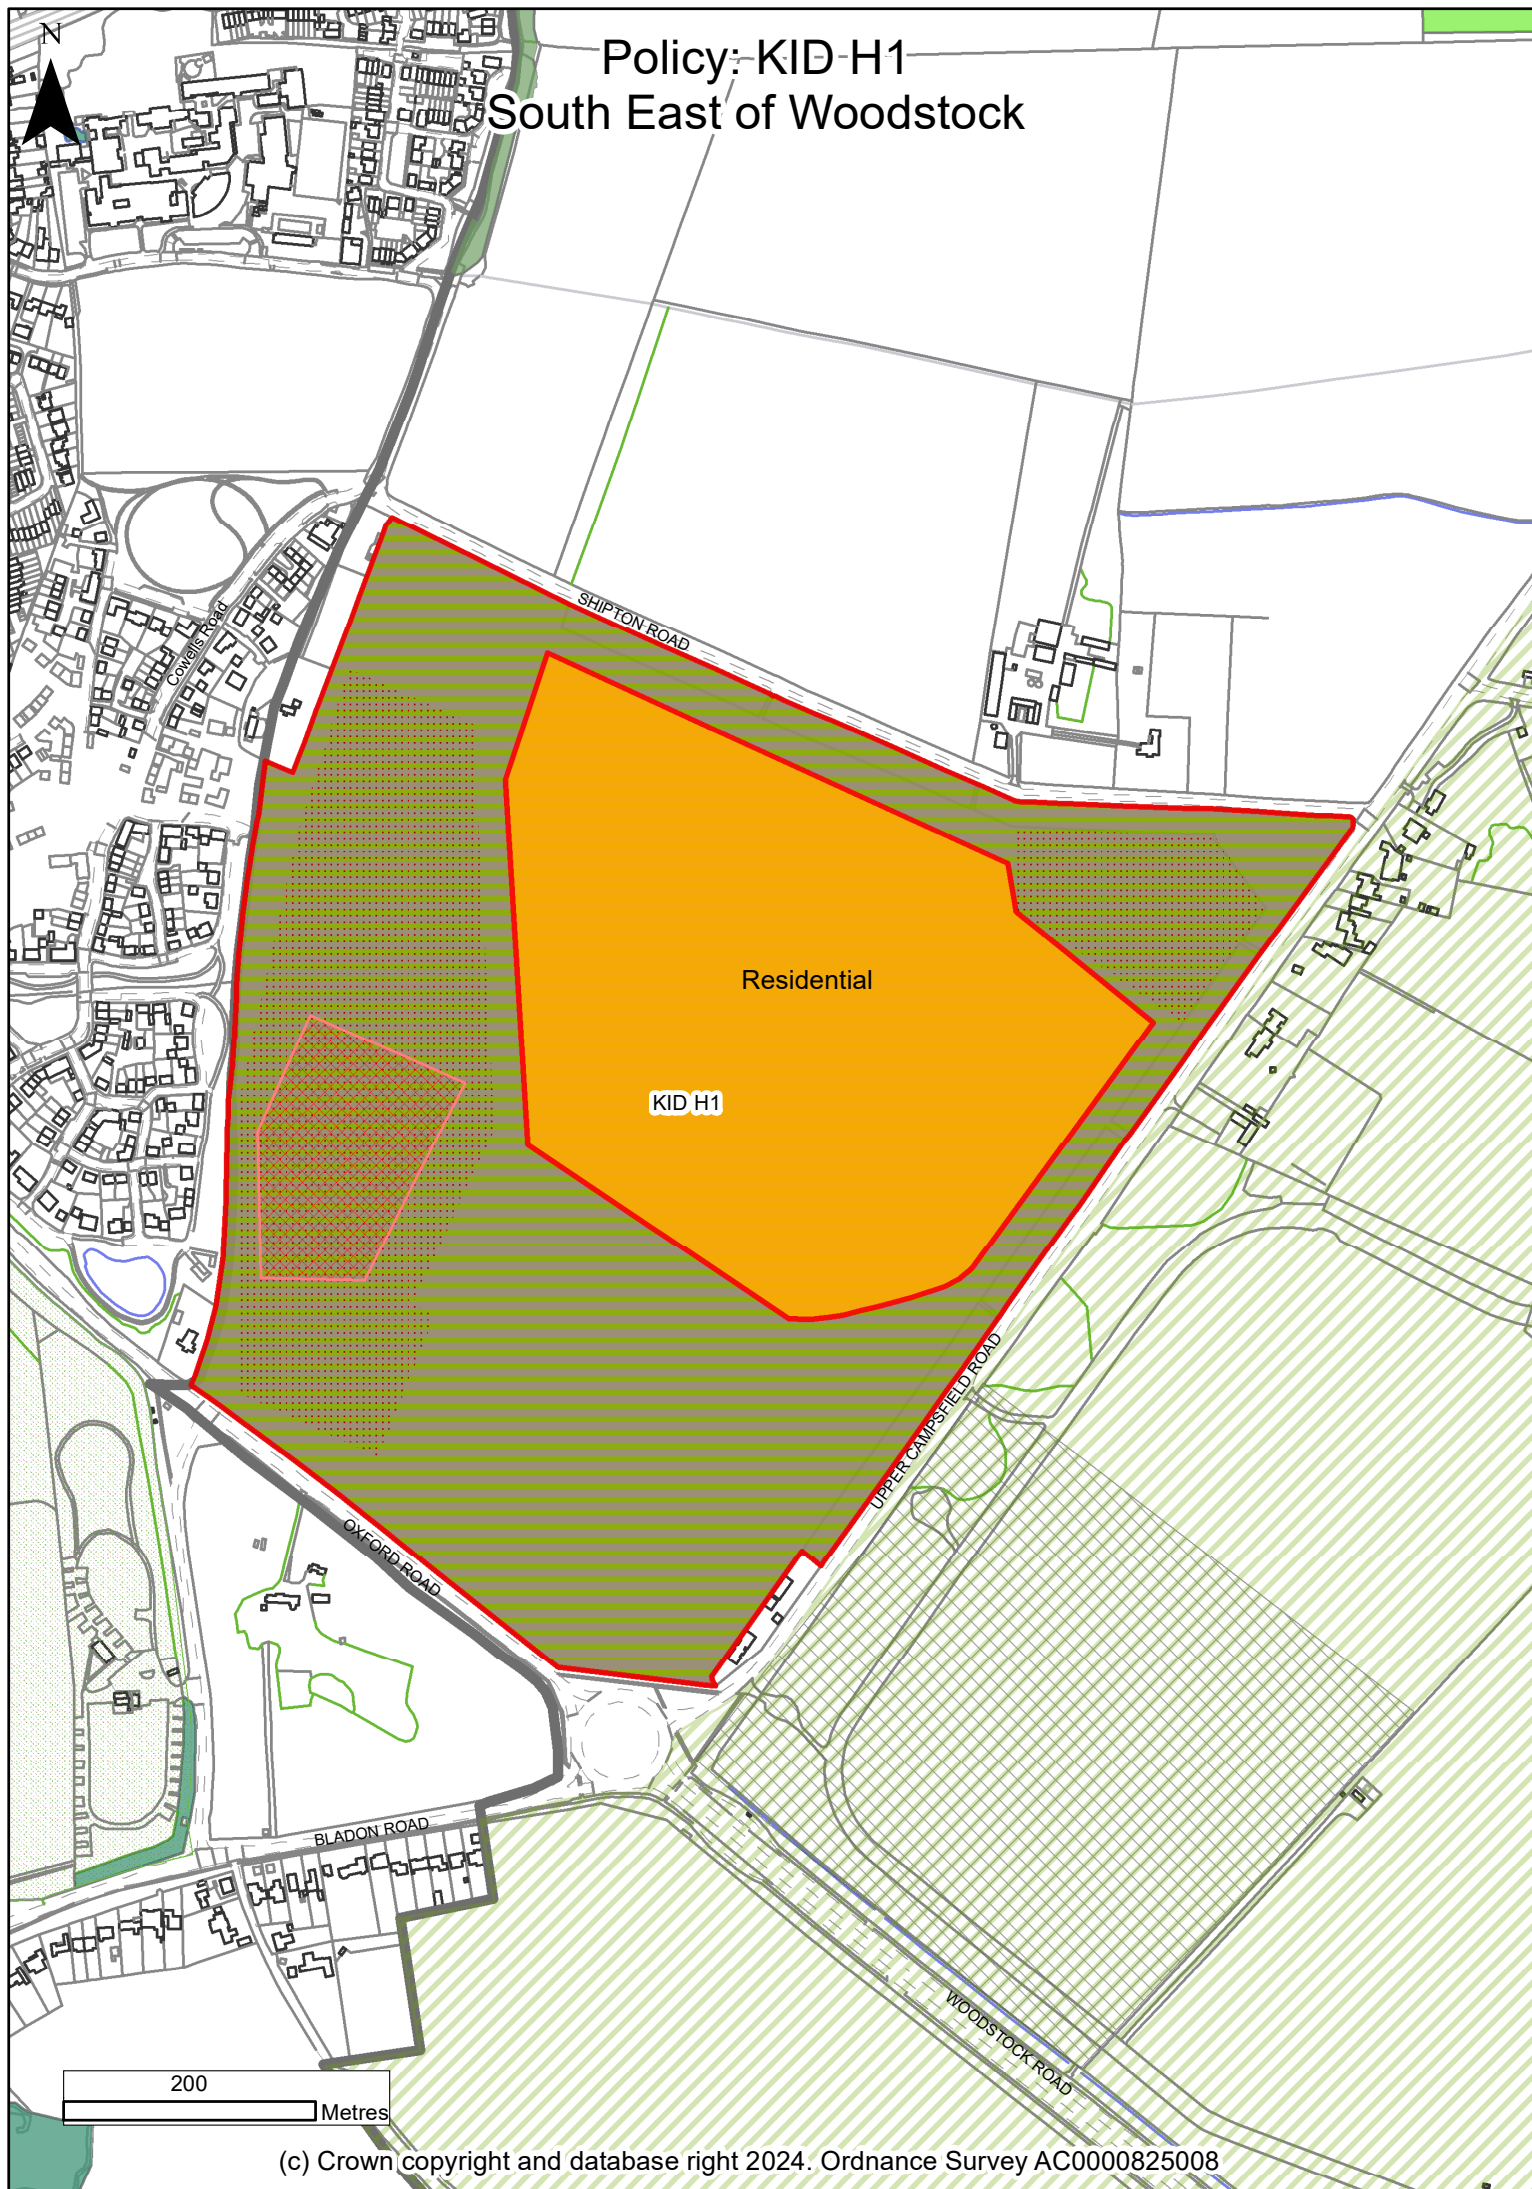 N
Policy: KID H1
South East of Woodstock
SHIPTON ROAD
Cowells Road
Residential
KID H1
UPPER CAMPSFIELD ROAD
OXFORD ROAD
BLADON ROAD
WOODSTOCK ROAD
200
Metres
(c) Crown copyright and database right 2024. Ordnance Survey AC0000825008